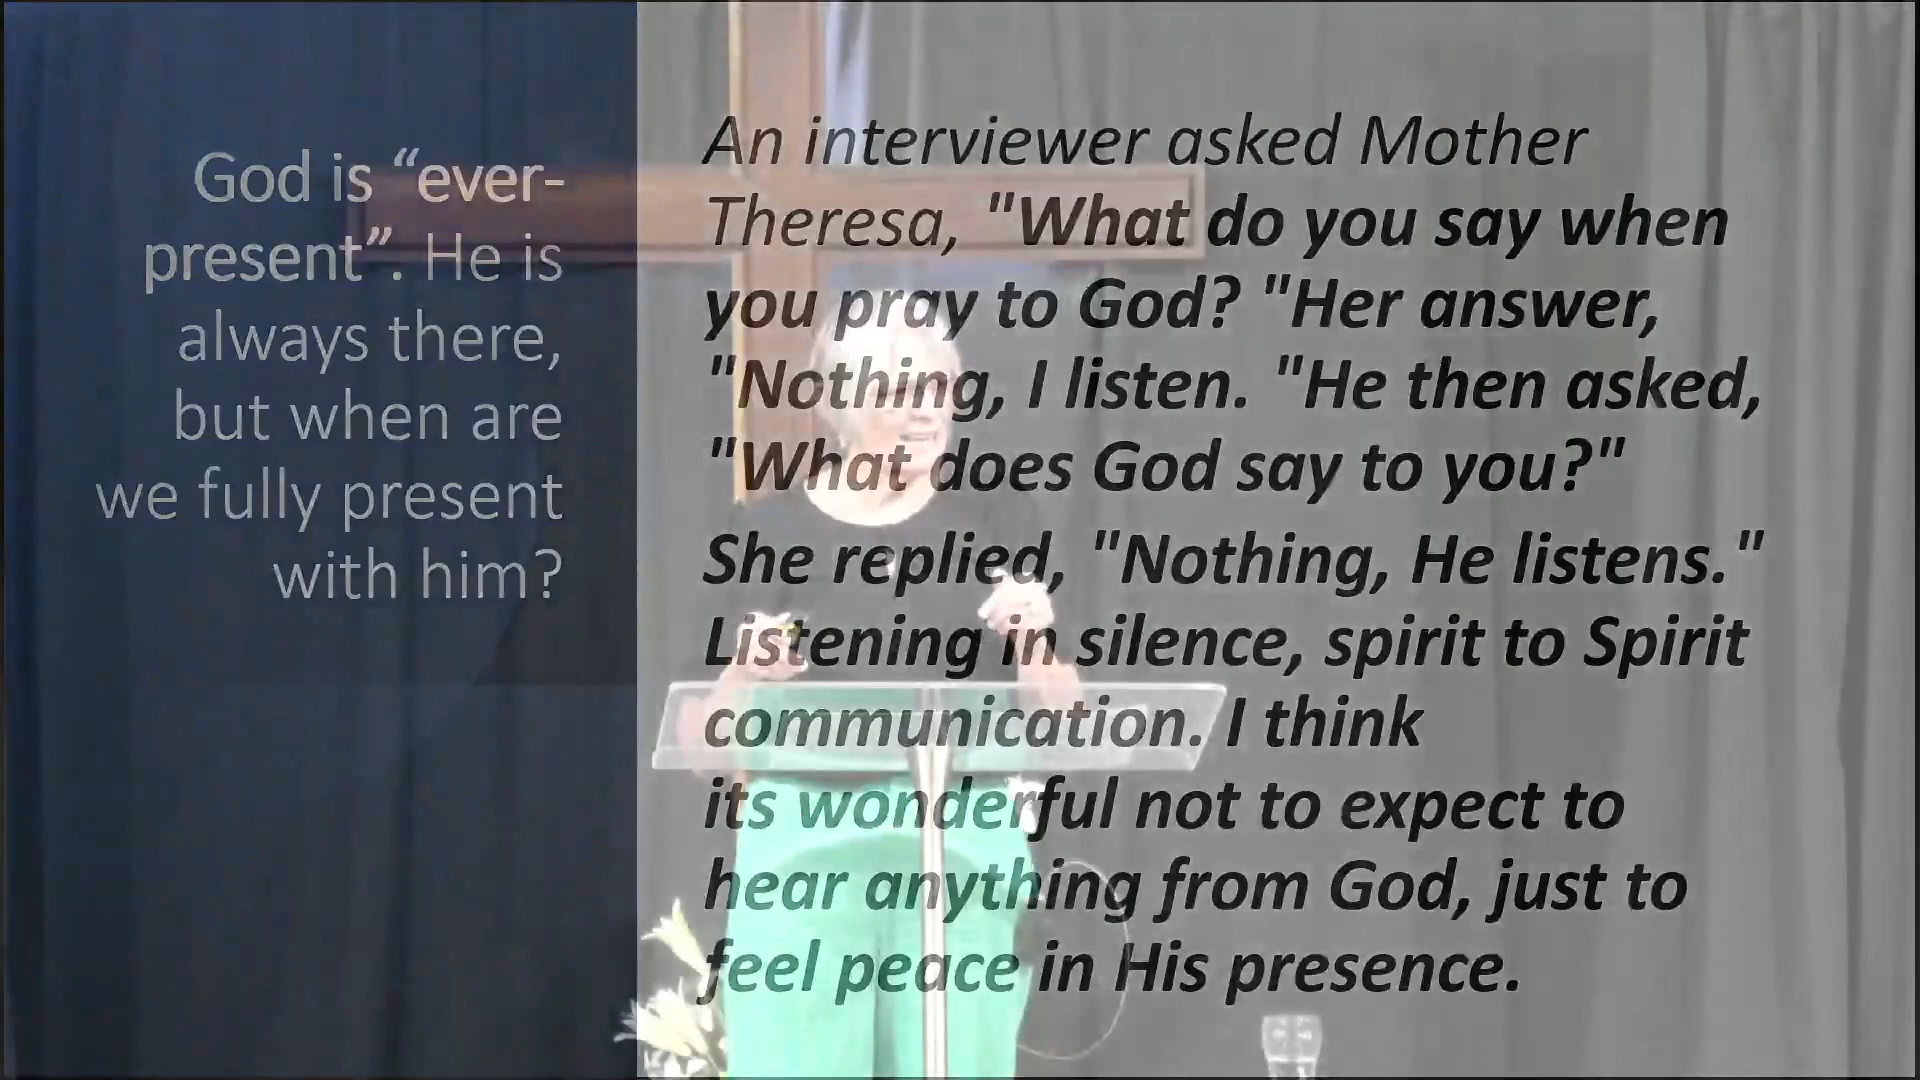 God is “ever-
present”. He is
always there,
but when are
we fully present
with him?
An interviewer asked Mother
Theresa, "What do you say when
you pray to God? "Her answer,
"Nothing, I listen. "He then asked,
"What does God say to you?"
She replied, "Nothing, He listens."
Listening in silence, spirit to Spirit
communication. I think
its wonderful not to expect to
hear anything from God, just to
feel peace in His presence.